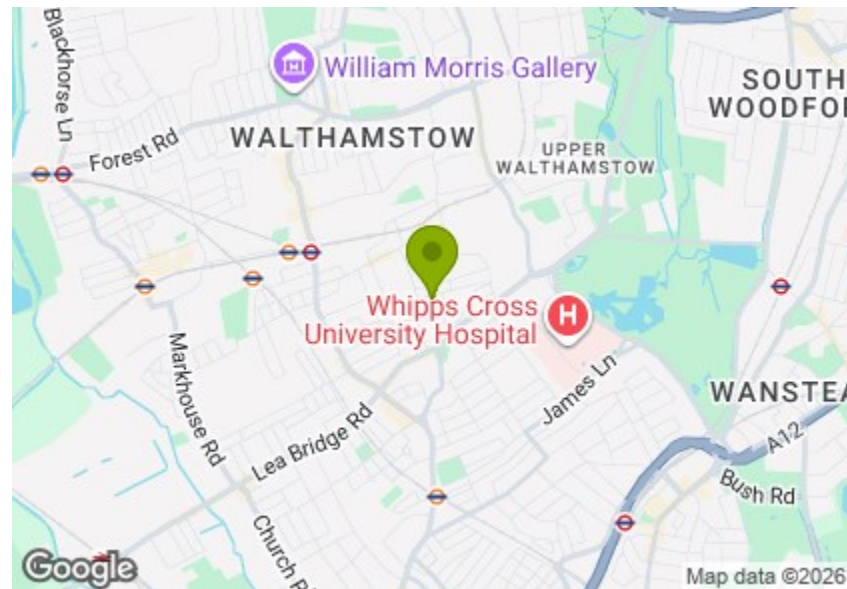 Blackhorse Ln
William Morris Gallery
SOUTH
WOODFOR
WALTHAMSTOW
Forest Rd
UPPER
WALTHAMSTOW
Whipps Cross
University Hospital
H
Markhouse Rd
James Ln
WANSTEA
Lea Bridge Rd
A12
Bush Rd
Church R
Google
Map data ©2026